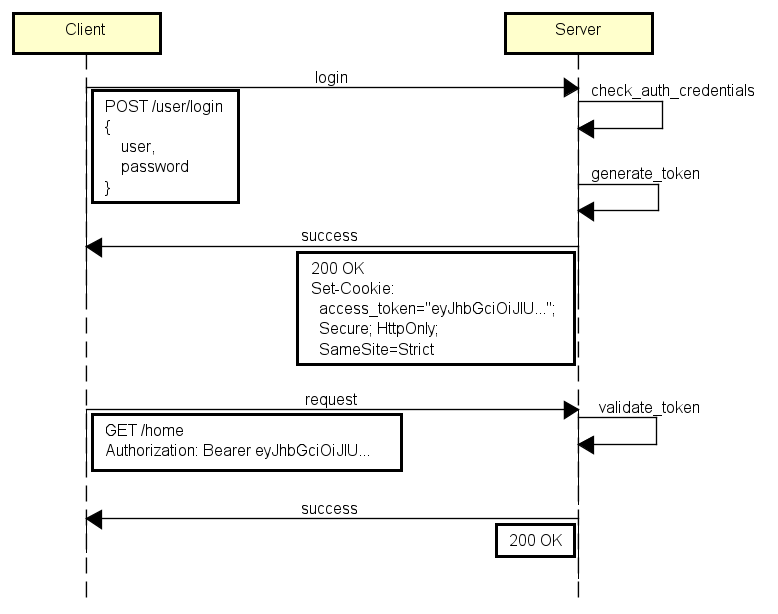 Client
Server
login
check_auth_credentials
POST /user/login
{
user,
password
}
generate_token
success
200 OK
Set-Cookie:
access_token="eyJhbGciOiJIU...";
Secure; HttpOnly;
SameSite=Strict
request
validate_token
GET /home
Authorization: Bearer eyJhbGciOiJIU...
success
200 OK